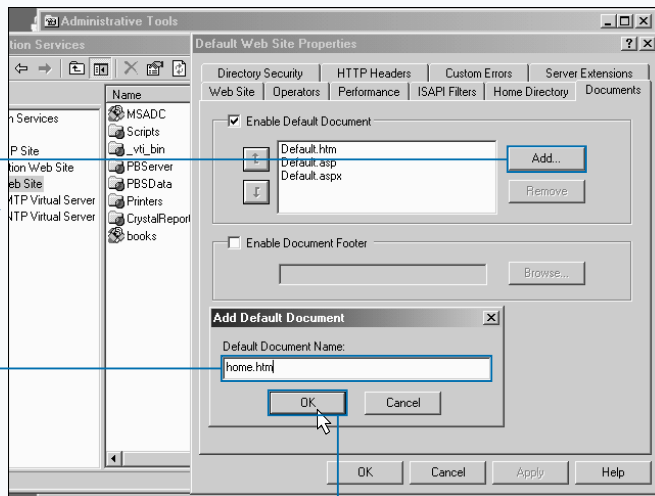 Administrative Tools
tion Services
Name
n Services
P Site
tion Web Site
eb Site
MTP Virtual Server
NTP Virtual Server
MSADC
Scripts
_vti_bin
PBServer
PBSData
Printers
CrystalReport
books
Default Web Site Properties
Directory Security
HTTP Headers
Custom Errors
Server Extensions
Web Site
Operators
Performance
ISAPI Filters
Home Directory
Documents
Enable Default Document
Default.htm
Default.asp
Default.aspx
Add...
Remove
Enable Document Footer
Browse...
Add Default Document
Default Document Name:
home.htm
OK
Cancel
OK
Cancel
Apply
Help